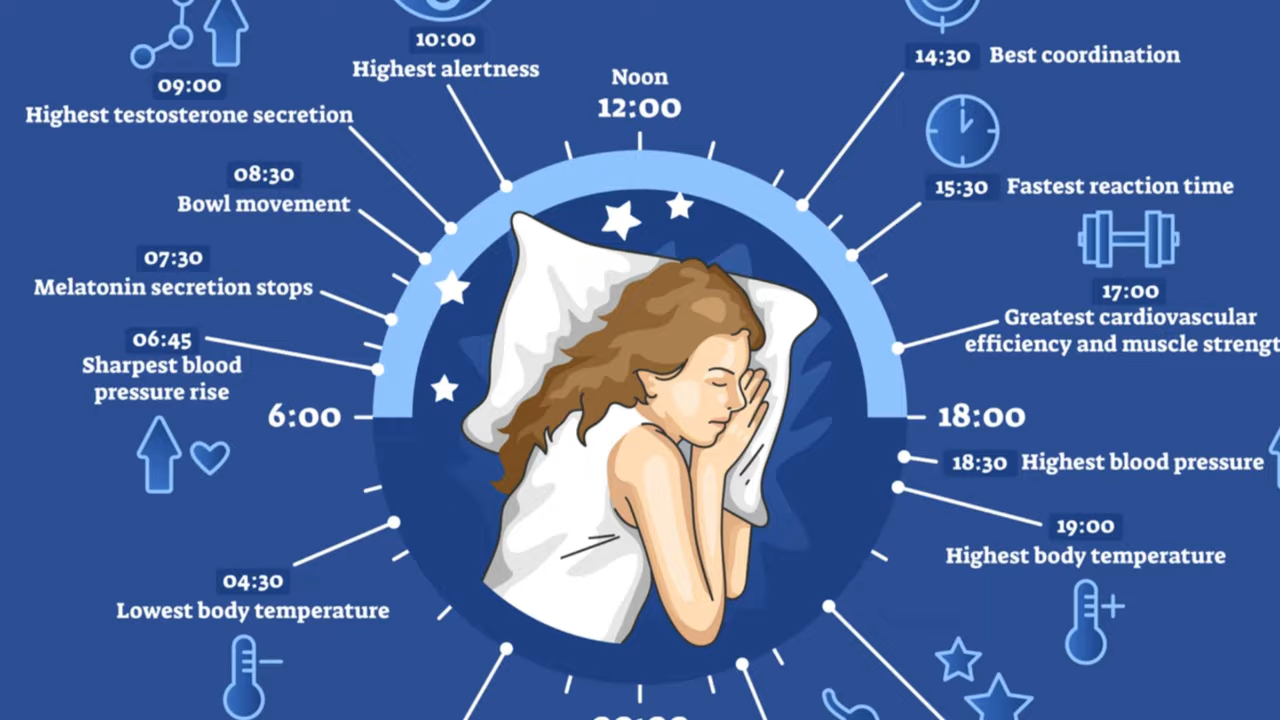 10:00
Highest alertness
Noon
12:00
14:30 Best coordination
09:00
Highest testosterone secretion
08:30
Bowl movement
15:30 Fastest reaction time
07:30
Melatonin secretion stops
17:00
Greatest cardiovascular
efficiency and muscle strengt
06:45
Sharpest blood
pressure rise
6:00
18:00
18:30 Highest blood pressure
19:00
Highest body temperature
04:30
Lowest body temperature